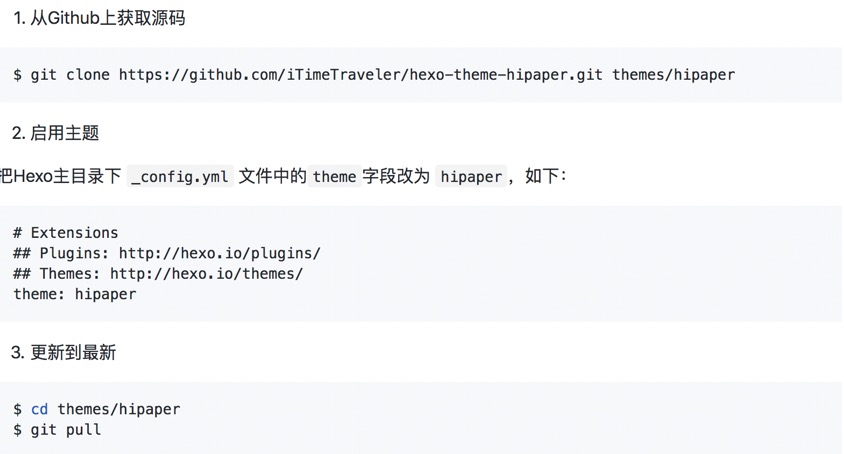 1. 从Github上获取源码
$ git clone https://github.com/iTimeTraveler/hexo-theme-hipaper.git themes/hipaper
2. 启用主题
把Hexo主目录下 _config.yml 文件中的 theme 字段改为 hipaper ，如下：
# Extensions
## Plugins: http://hexo.io/plugins/
## Themes: http://hexo.io/themes/
theme: hipaper
3. 更新到最新
$ cd themes/hipaper
$ git pull